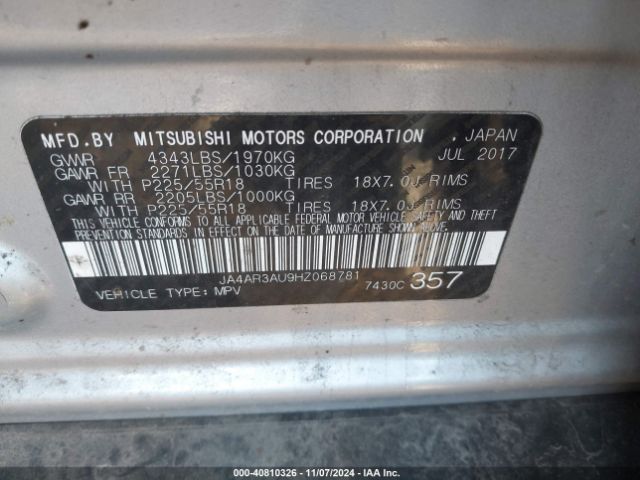 MFD.BY MITSUBISHI MOTORS CORPORATION , JAPAN
GVWR 4343LBS/1970KG JUL 2017
GAWR FR 2271LBS/1030KG
WITH P225/55R18 TIRES 18X7.0J RIMS
GAWR RR 2205LBS/1000KG
WITH P225/55R18 TIRES 18X7.0J RIMS
THIS VEHICLE CONFORMS TO ALL APPLICABLE FEDERAL MOTOR VEHICLE SAFETY AND THEFT
PREVENTION STANDARDS IN EFFECT ON THE DATE OF MANUFACTURE SHOWN ABOVE.
JA4AR3AU9HZ068781
VEHICLE TYPE: MPV 7430C 357
000-40810326 | 11/07/2024 - IAA Inc.